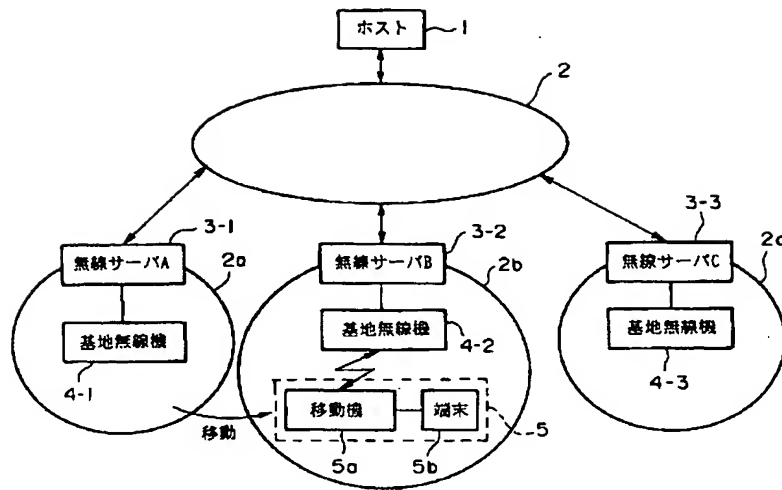 ホスト
1
2
3-1
3-2
3-3
無線サーバA
無線サーバB
無線サーバC
2a
2b
2c
基地無線機
基地無線機
基地無線機
4-1
4-2
4-3
移動
移動機
端末
5
5a
5b